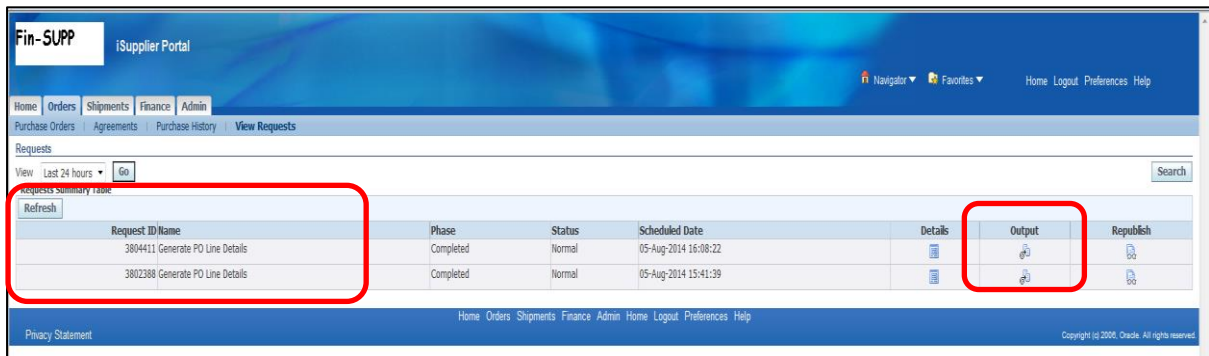 Fin-SUPP
iSupplier Portal
Navigator Favorites Home Logout Preferences Help
Home Orders Shipments Finance Admin
Purchase Orders | Agreements | Purchase History | View Requests
Requests
View Last 24 hours Go Search
Requests Summary Table
Refresh
Request ID Name Phase Status Scheduled Date Details Output Republish
3804411 Generate PO Line Details Completed Normal 05-Aug-2014 16:08:22
3802388 Generate PO Line Details Completed Normal 05-Aug-2014 15:41:39
Home Orders Shipments Finance Admin Home Logout Preferences Help
Privacy Statement Copyright (c) 2006, Oracle. All rights reserved.